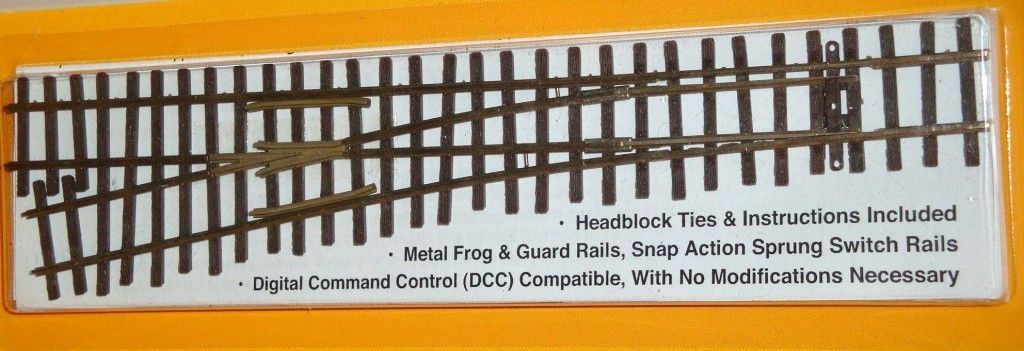 · Headblock Ties & Instructions Included
· Metal Frog & Guard Rails, Snap Action Sprung Switch Rails
· Digital Command Control (DCC) Compatible, With No Modifications Necessary